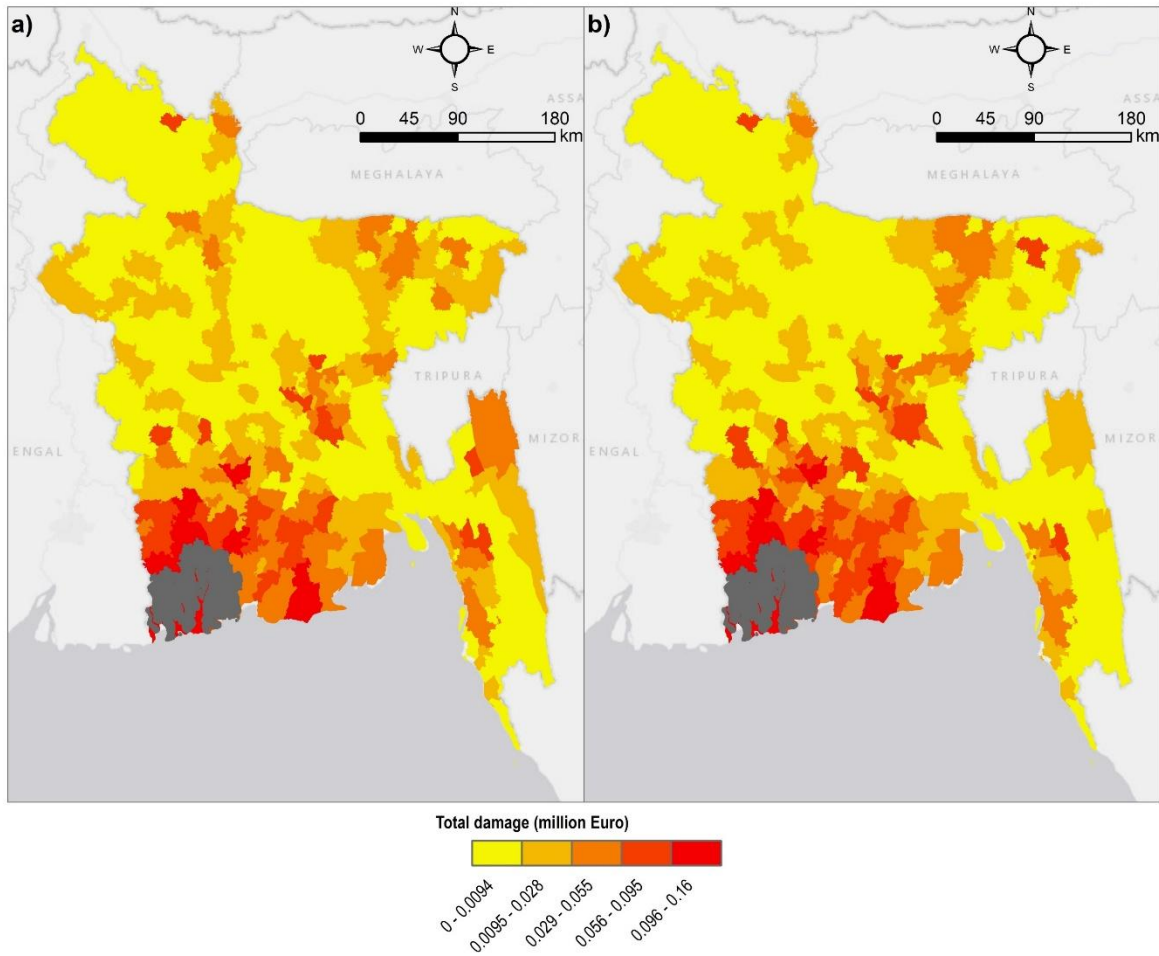 a)
N
W E
S
ASSA
0 45 90 180
km
MEGHALAYA
TRIPURA
ENGAL
MIZOR
b)
N
W E
S
ASSA
0 45 90 180
km
MEGHALAYA
TRIPURA
ENGAL
MIZOR
Total damage (million Euro)
0 - 0.0094
0.0095 - 0.028
0.029 - 0.055
0.056 - 0.095
0.096 - 0.16